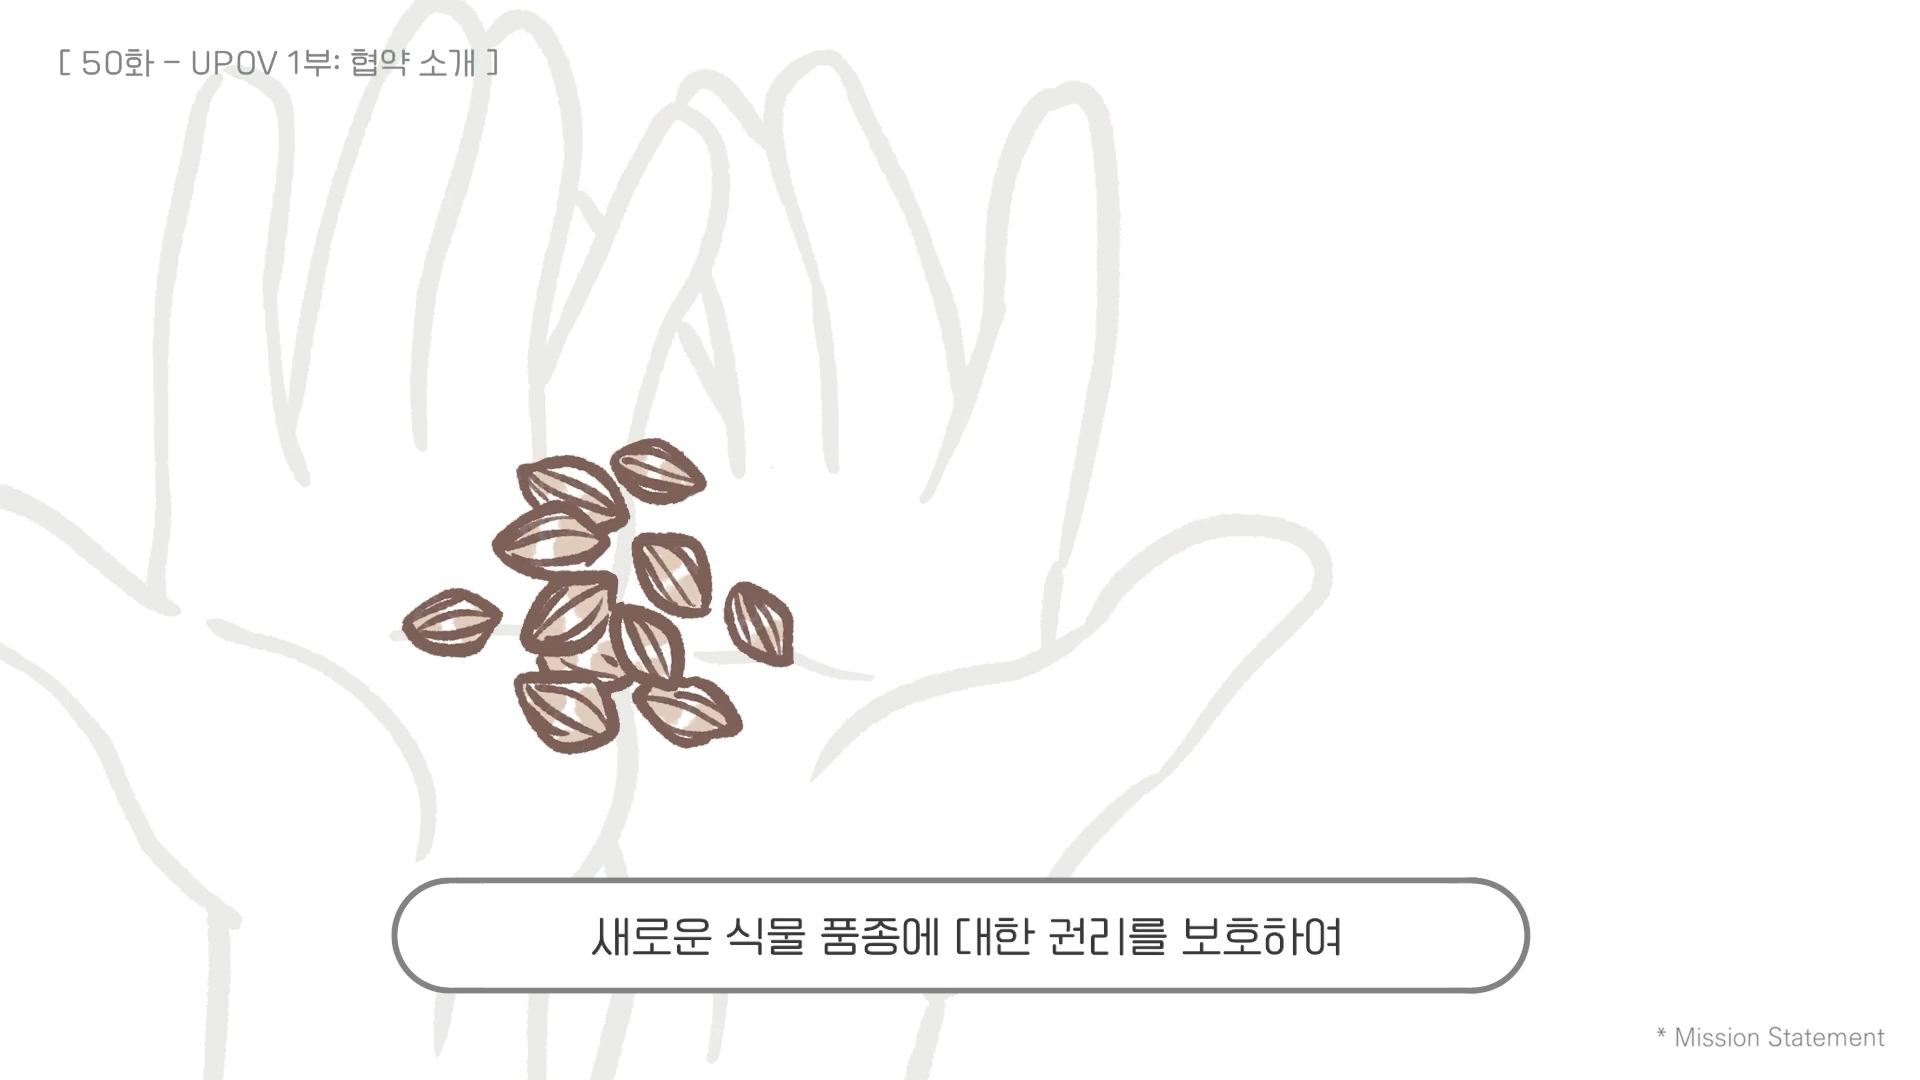 [ 50화 - UPOV 1부: 협약 소개 ]
새로운 식물 품종에 대한 권리를 보호하여
* Mission Statement